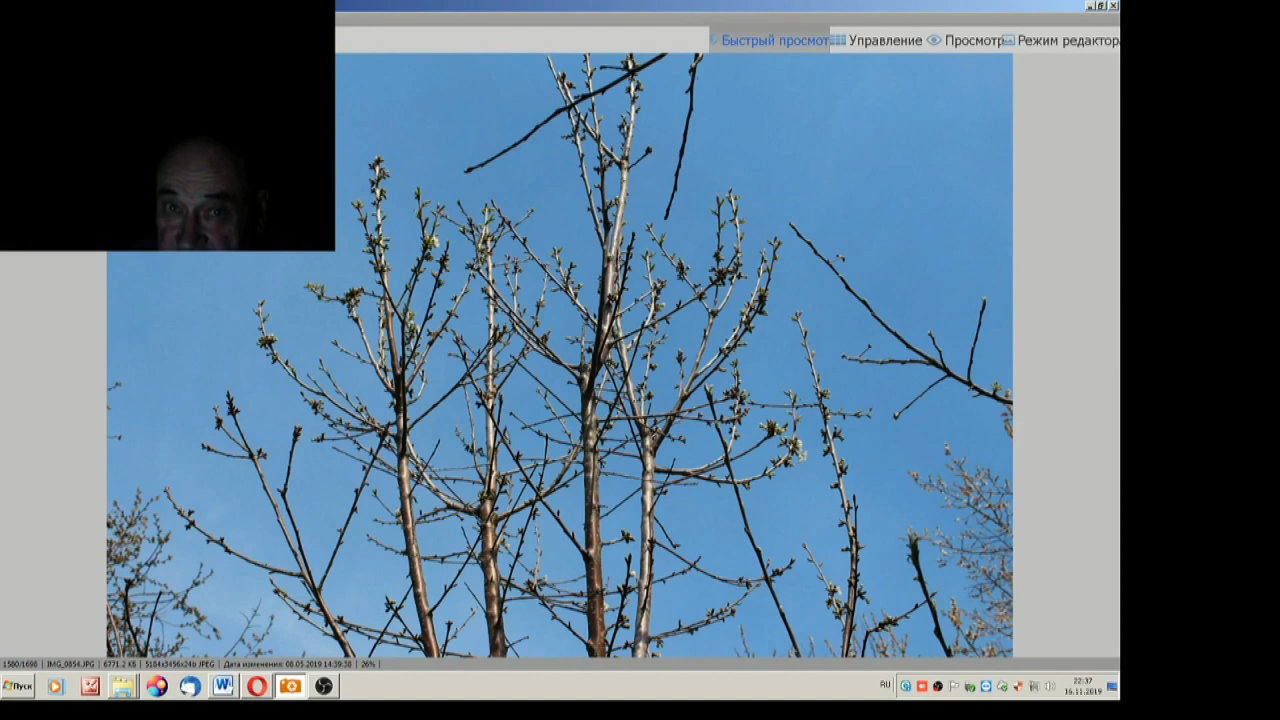 Быстрый просмот Управление Просмотр Режим редактор
1580/1698 | IMG_0854.JPG | 6771.2 КБ | 5184x3456x24b JPEG | Дата изменения: 08.05.2019 14:39:38 | 26% |
Пуск
RU
22:37
16.11.2019